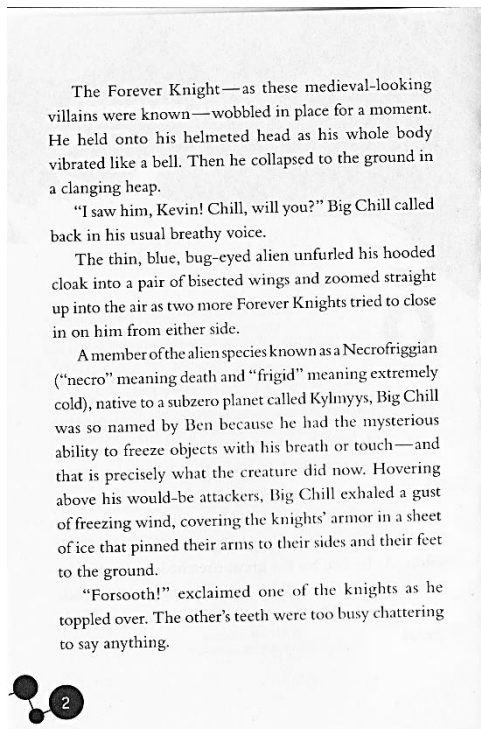 The Forever Knight—as these medieval-looking
villains were known—wobbled in place for a moment.
He held onto his helmeted head as his whole body
vibrated like a bell. Then he collapsed to the ground in
a clanging heap.
“I saw him, Kevin! Chill, will you?” Big Chill called
back in his usual breathy voice.
The thin, blue, bug-eyed alien unfurled his hooded
cloak into a pair of bisected wings and zoomed straight
up into the air as two more Forever Knights tried to close
in on him from either side.
A member of the alien species known as a Necrofriggian
(“necro” meaning death and “frigid” meaning extremely
cold), native to a subzero planet called Kylmyys, Big Chill
was so named by Ben because he had the mysterious
ability to freeze objects with his breath or touch—and
that is precisely what the creature did now. Hovering
above his would-be attackers, Big Chill exhaled a gust
of freezing wind, covering the knights’ armor in a sheet
of ice that pinned their arms to their sides and their feet
to the ground.
“Forsooth!” exclaimed one of the knights as he
toppled over. The other’s teeth were too busy chattering
to say anything.
2